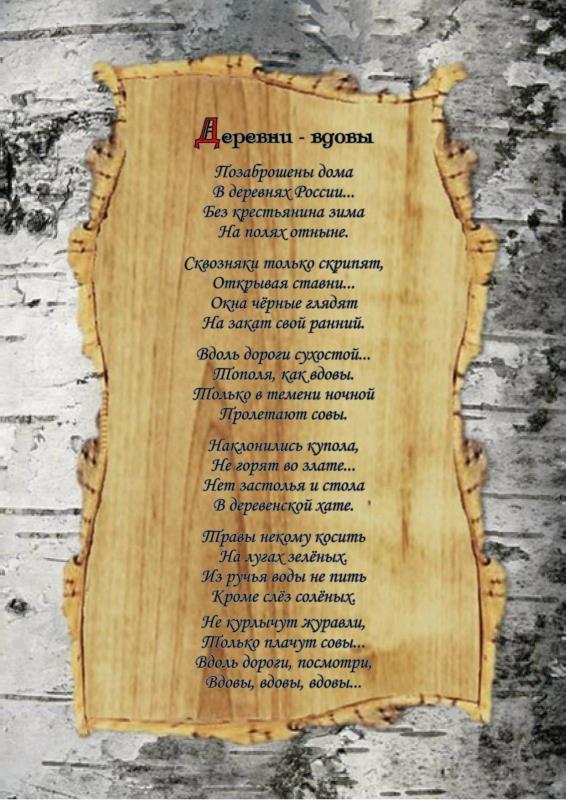 Деревни - вдовы
Позаброшены дома
В деревнях России...
Без крестьянина зима
На полях отныне.
Сквозняки только скрипят,
Открывая ставни...
Окна чёрные глядят
На закат свой ранний.
Вдоль дороги сухостой...
Тополя, как вдовы.
Только в темени ночной
Пролетают совы.
Наклонились купола,
Не горят во злате...
Нет застолья и стола
В деревенской хате.
Травы некому косить
На лугах зелёных.
Из ручья воды не пить
Кроме слёз солёных.
Не курлычут журавли,
Только плачут совы...
Вдоль дороги, посмотри,
Вдовы, вдовы, вдовы...